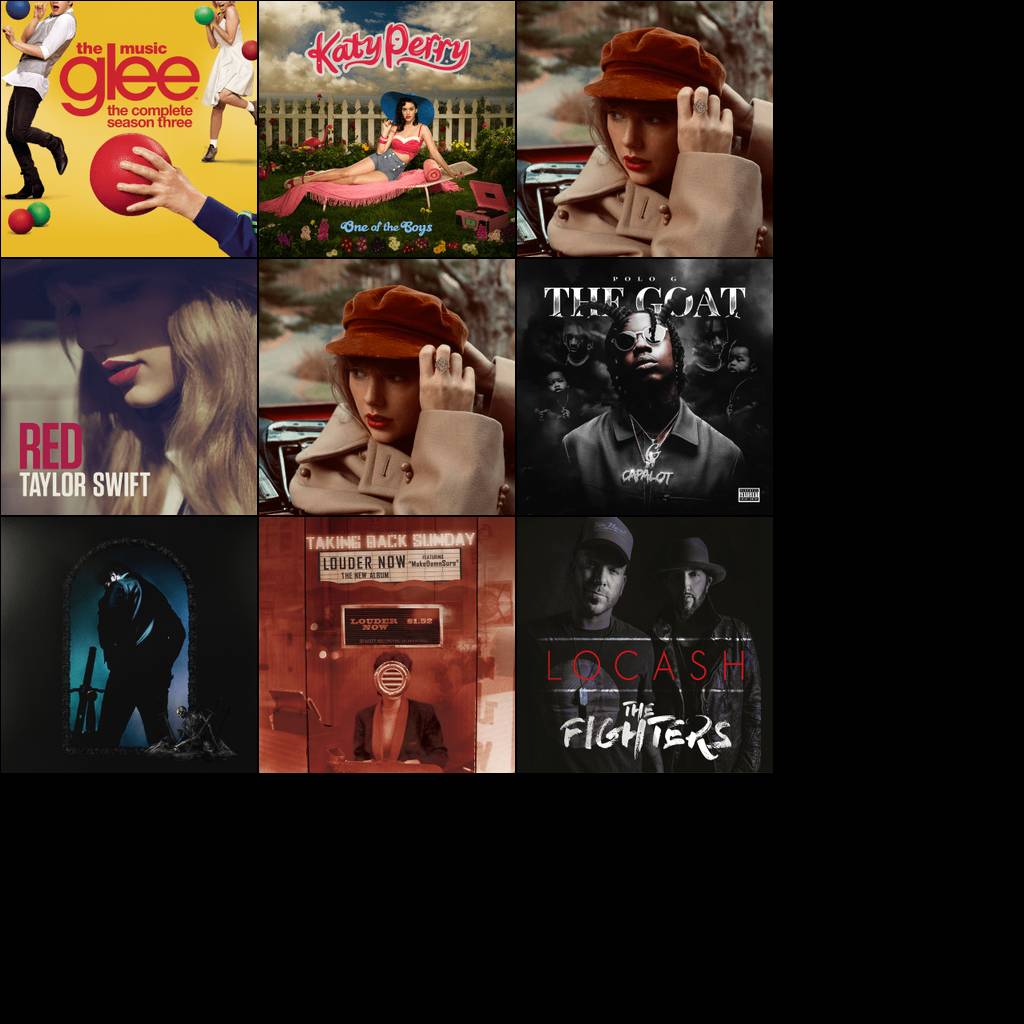 the music
glee
the complete
season three
Katy Perry
One of the Boys
RED
TAYLOR SWIFT
POLO G
THE GOAT
CAPALOT
TAKING BACK SUNDAY
LOUDER NOW
FEATURING
"MakeDamnSure"
THE NEW ALBUM
LOUDER
NOW
$1.52
LOCASH
THE
FIGHTERS